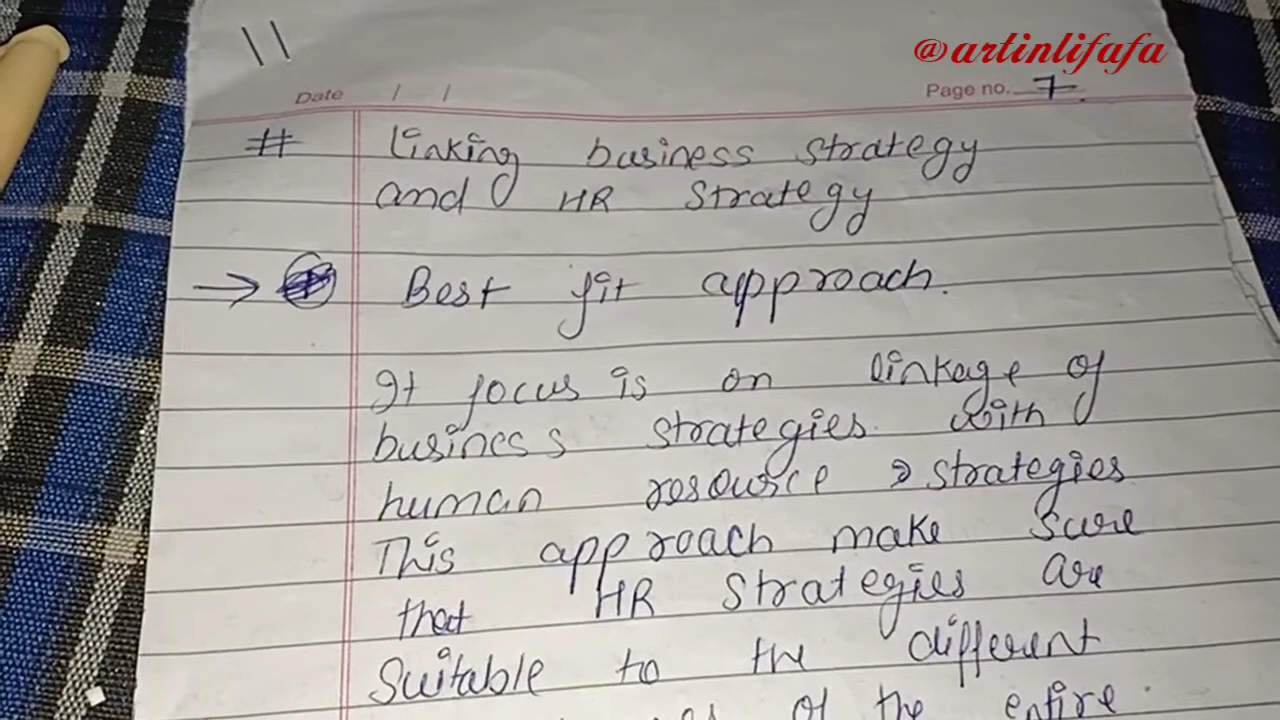 @artinlifafa
Date / /
Page no. 7
# Linking business strategy
and HR strategy
→ Best fit approach.
It focus is on linkage of
business strategies with
human resource strategies
This approach make sure
that HR strategies are
suitable to the different
of the entire